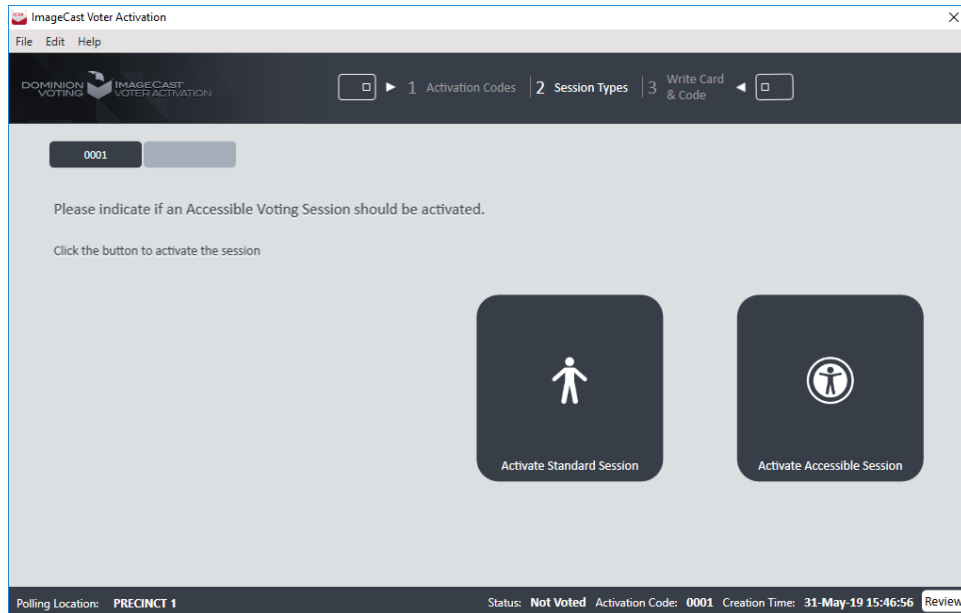 ImageCast Voter Activation
File Edit Help
DOMINION VOTING IMAGECAST VOTER ACTIVATION
1 Activation Codes 2 Session Types 3 Write Card & Code
0001
Please indicate if an Accessible Voting Session should be activated.
Click the button to activate the session
Activate Standard Session Activate Accessible Session
Polling Location: PRECINCT 1 Status: Not Voted Activation Code: 0001 Creation Time: 31-May-19 15:46:56 Review